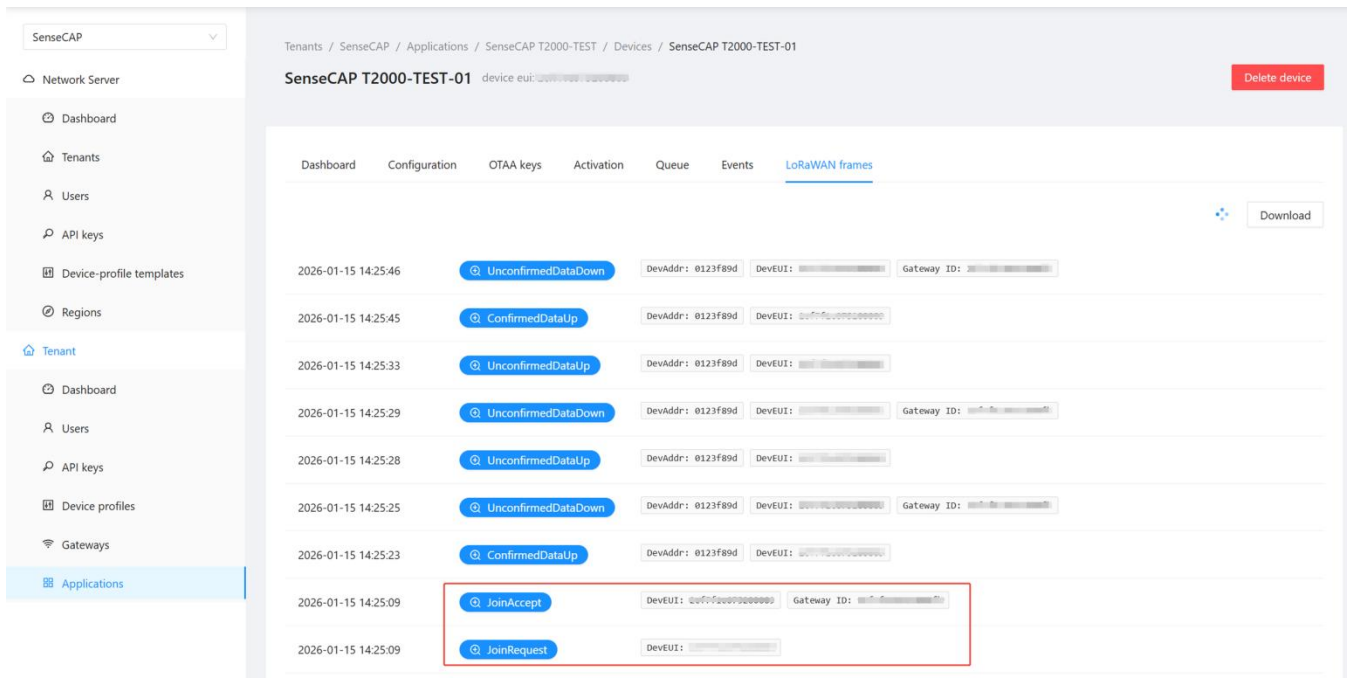 SenseCAP
Network Server
Dashboard
Tenants
Users
API keys
Device-profile templates
Regions
Tenant
Dashboard
Users
API keys
Device profiles
Gateways
Applications
Tenants / SenseCAP / Applications / SenseCAP T2000-TEST / Devices / SenseCAP T2000-TEST-01
SenseCAP T2000-TEST-01 device eui:
Delete device
Dashboard Configuration OTAA keys Activation Queue Events LoRaWAN frames
Download
2026-01-15 14:25:46 UnconfirmedDataDown DevAddr: 0123f89d DevEUI: Gateway ID:
2026-01-15 14:25:45 ConfirmedDataUp DevAddr: 0123f89d DevEUI:
2026-01-15 14:25:33 UnconfirmedDataUp DevAddr: 0123f89d DevEUI:
2026-01-15 14:25:29 UnconfirmedDataDown DevAddr: 0123f89d DevEUI: Gateway ID:
2026-01-15 14:25:28 UnconfirmedDataUp DevAddr: 0123f89d DevEUI:
2026-01-15 14:25:25 UnconfirmedDataDown DevAddr: 0123f89d DevEUI: Gateway ID:
2026-01-15 14:25:23 ConfirmedDataUp DevAddr: 0123f89d DevEUI:
2026-01-15 14:25:09 JoinAccept DevEUI: Gateway ID:
2026-01-15 14:25:09 JoinRequest DevEUI: